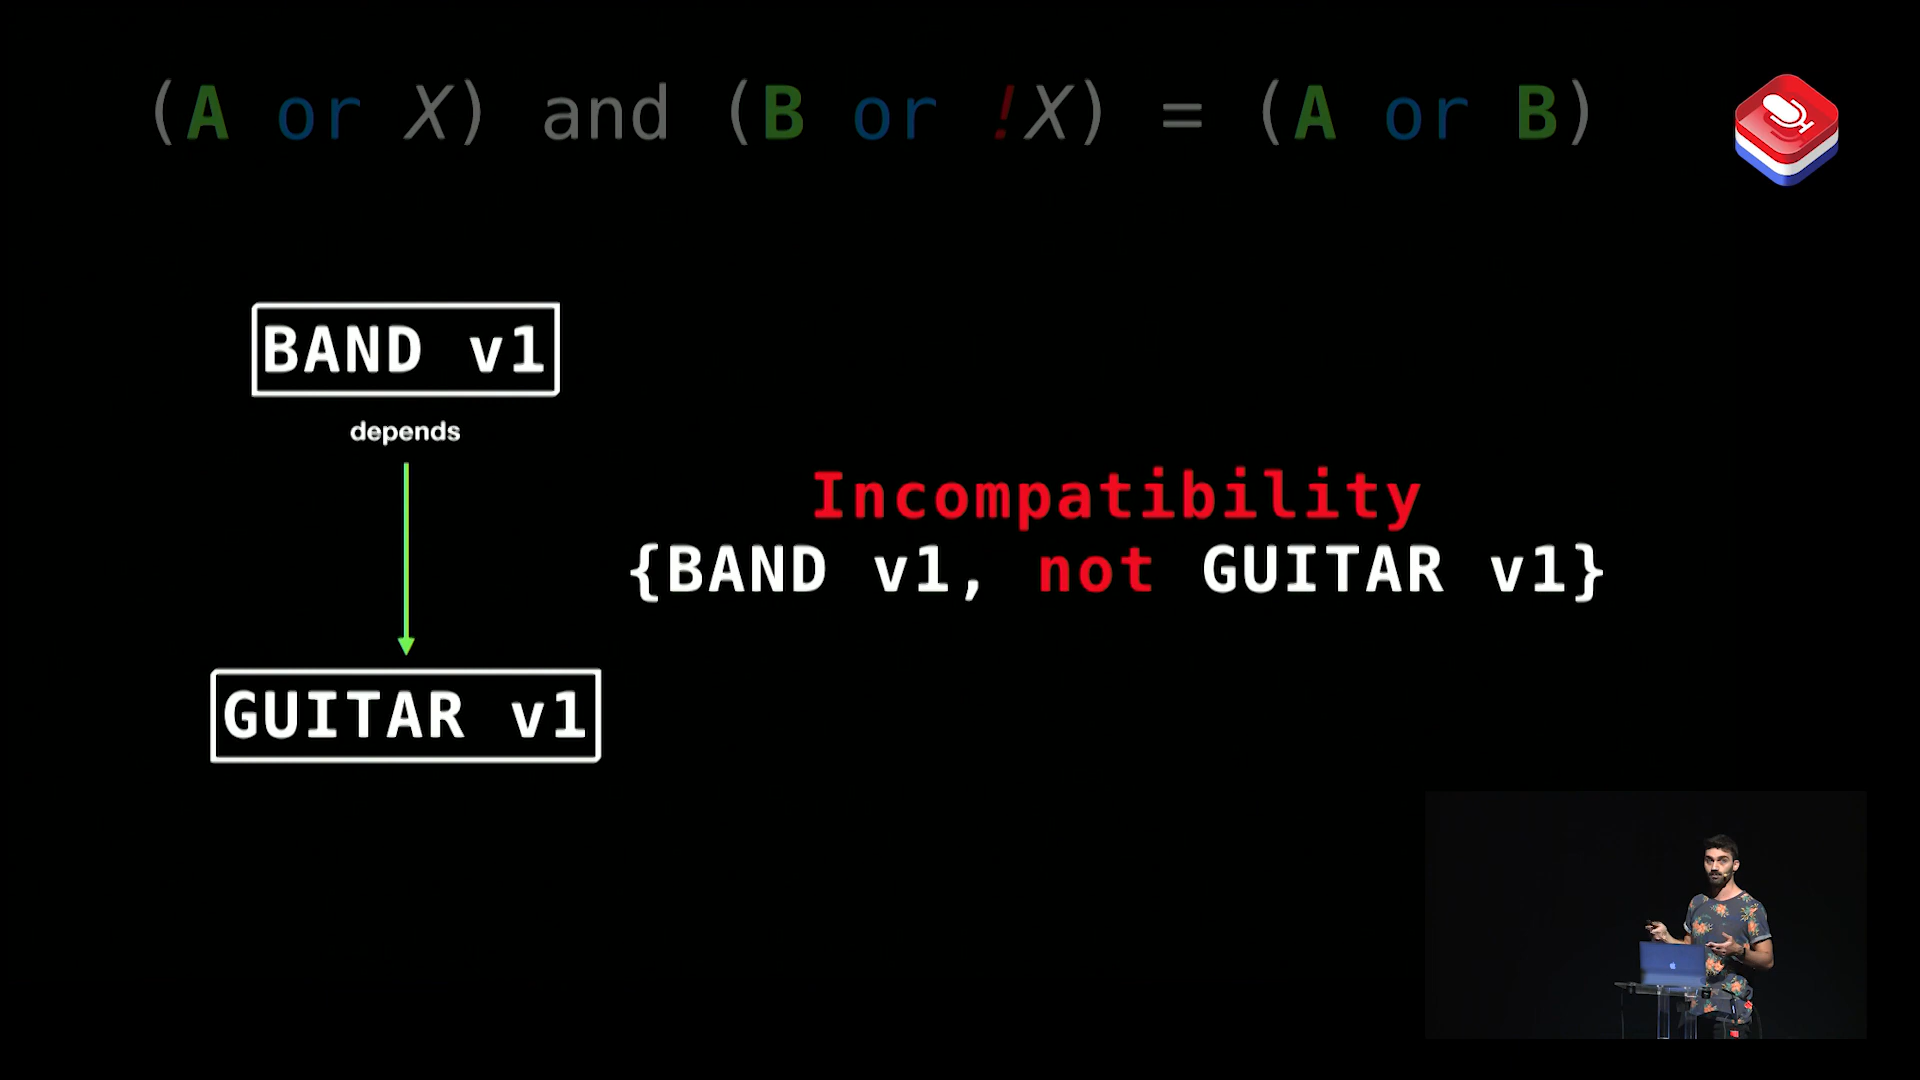 (A or X) and (B or !X) = (A or B)
BAND v1
depends
GUITAR v1
Incompatibility
{BAND v1, not GUITAR v1}